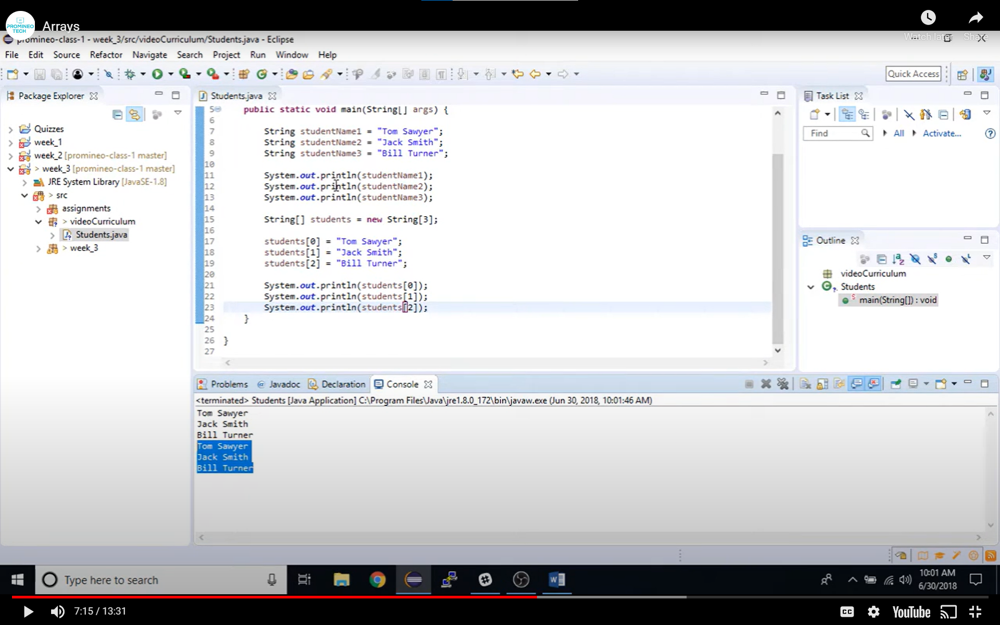 PROMINEO
TECH
Arrays
Watch later
Share
promineo-class-1 - week_3/src/videoCurriculum/Students.java - Eclipse
File Edit Source Refactor Navigate Search Project Run Window Help
Quick Access
Package Explorer
Students.java
Task List
Quizzes
week_1
week_2 [promineo-class-1 master]
> week_3 [promineo-class-1 master]
JRE System Library [JavaSE-1.8]
> src
assignments
> videoCurriculum
Students.java
> week_3
5 public static void main(String[] args) {
6
7 String studentName1 = "Tom Sawyer";
8 String studentName2 = "Jack Smith";
9 String studentName3 = "Bill Turner";
10
11 System.out.println(studentName1);
12 System.out.println(studentName2);
13 System.out.println(studentName3);
14
15 String[] students = new String[3];
16
17 students[0] = "Tom Sawyer";
18 students[1] = "Jack Smith";
19 students[2] = "Bill Turner";
20
21 System.out.println(students[0]);
22 System.out.println(students[1]);
23 System.out.println(students[2]);
24 }
25
26 }
27
Find
All
Activate...
Outline
videoCurriculum
Students
main(String[]) : void
Problems @ Javadoc Declaration Console
<terminated> Students [Java Application] C:\Program Files\Java\jre1.8.0_172\bin\javaw.exe (Jun 30, 2018, 10:01:46 AM)
Tom Sawyer
Jack Smith
Bill Turner
Tom Sawyer
Jack Smith
Bill Turner
Type here to search
10:01 AM
6/30/2018
7:15 / 13:31
CC
YouTube